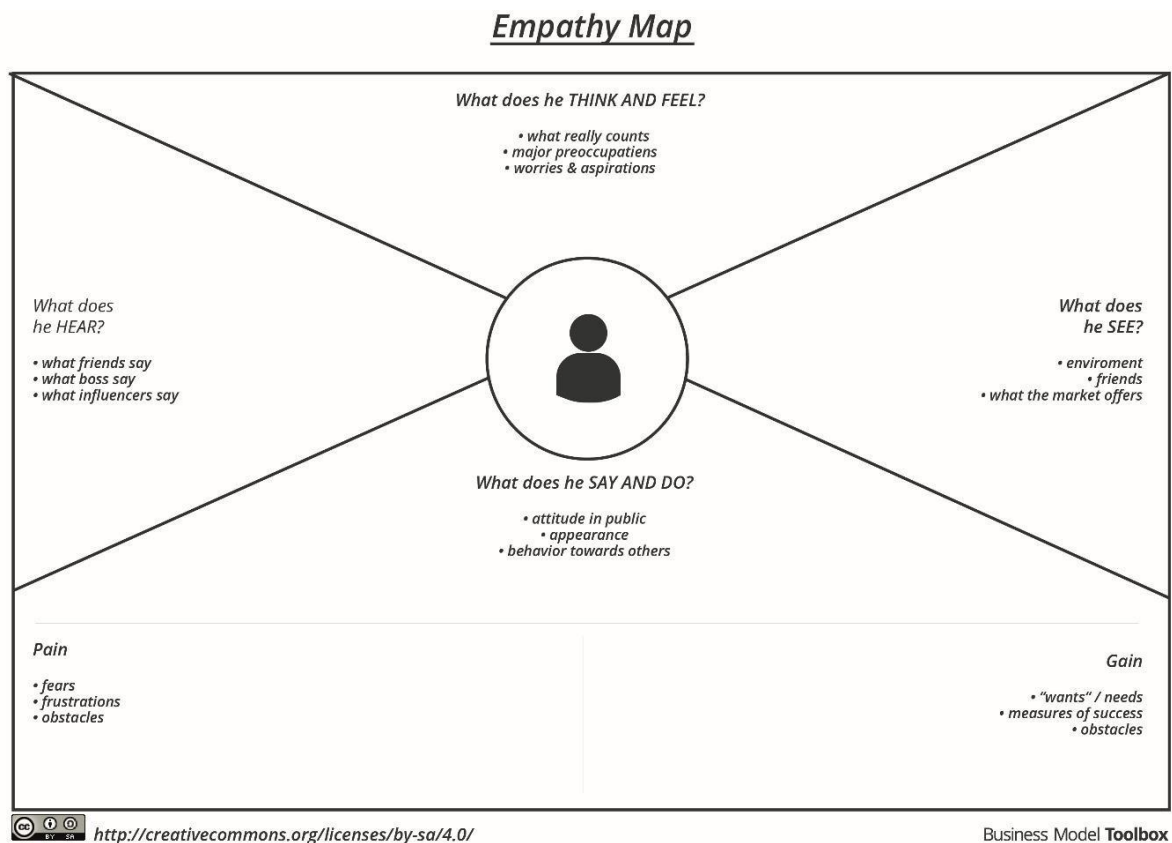 Empathy Map
What does he THINK AND FEEL?
• what really counts
• major preoccupatiens
• worries & aspirations
What does
he HEAR?
• what friends say
• what boss say
• what influencers say
What does
he SEE?
• enviroment
• friends
• what the market offers
What does he SAY AND DO?
• attitude in public
• appearance
• behavior towards others
Pain
• fears
• frustrations
• obstacles
Gain
• “wants“ / needs
• measures of success
• obstacles
cc BY SA
http://creativecommons.org/licenses/by-sa/4.0/
Business Model Toolbox